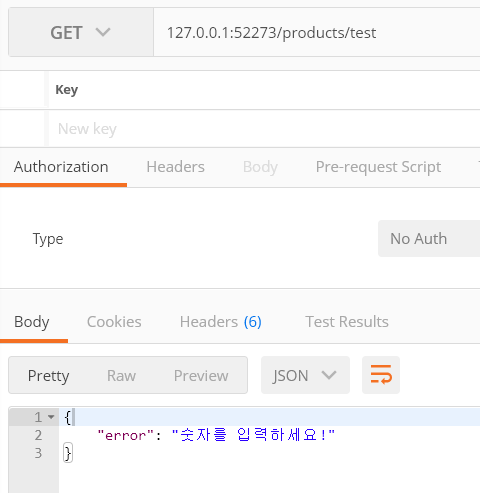 GET 127.0.0.1:52273/products/test
Key
New key
Authorization Headers Body Pre-request Script
Type No Auth
Body Cookies Headers (6) Test Results
Pretty Raw Preview JSON
1 {
2 "error": "숫자를 입력하세요!"
3 }